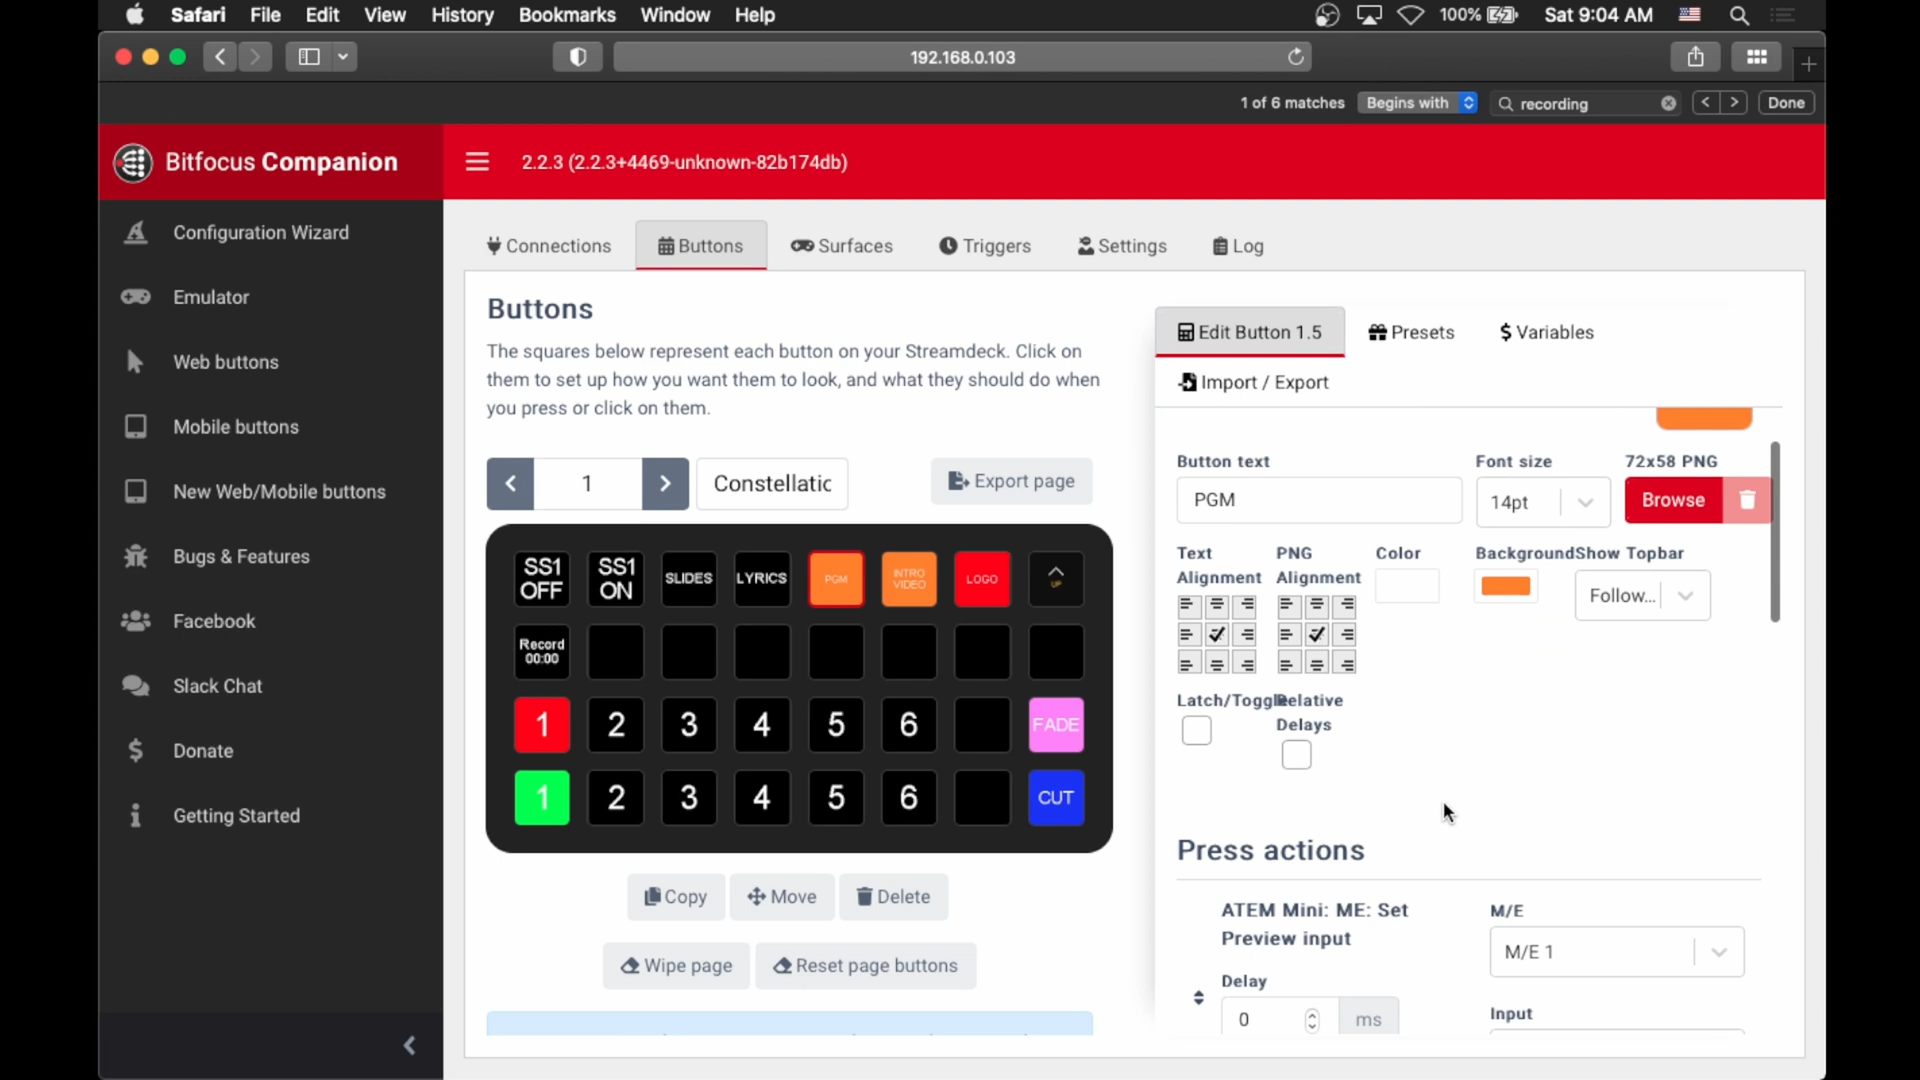 Safari File Edit View History Bookmarks Window Help 100% Sat 9:04 AM
192.168.0.103
1 of 6 matches Begins with recording Done
Bitfocus Companion 2.2.3 (2.2.3+4469-unknown-82b174db)
Configuration Wizard
Emulator
Web buttons
Mobile buttons
New Web/Mobile buttons
Bugs & Features
Facebook
Slack Chat
Donate
Getting Started
Connections Buttons Surfaces Triggers Settings Log
Buttons
The squares below represent each button on your Streamdeck. Click on
them to set up how you want them to look, and what they should do when
you press or click on them.
1 Constellatic Export page
SS1 OFF SS1 ON SLIDES LYRICS PGM INTRO VIDEO LOGO UP
Record 00:00
1 2 3 4 5 6 FADE
1 2 3 4 5 6 CUT
Copy Move Delete
Wipe page Reset page buttons
Edit Button 1.5 Presets Variables
Import / Export
Button text Font size 72x58 PNG
PGM 14pt Browse
Text Alignment PNG Alignment Color Background Show Topbar
Follow...
Latch/Toggle Relative Delays
Press actions
ATEM Mini: ME: Set M/E
Preview input M/E 1
Delay
0 ms Input